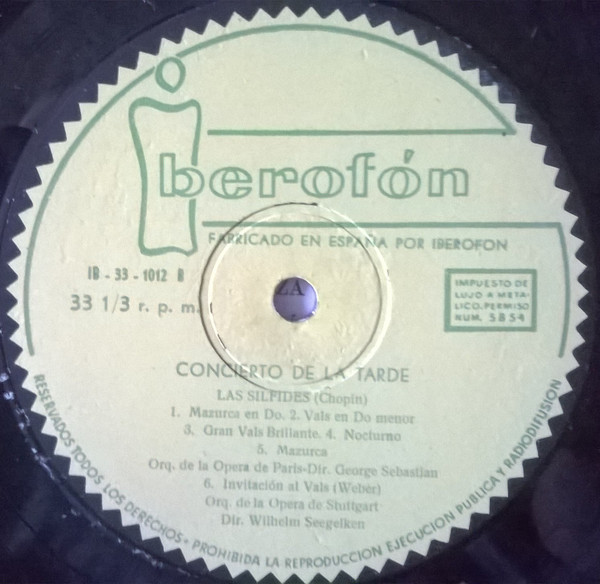 iberofón
FABRICADO EN ESPAÑA POR IBEROFON
IB - 33 - 1012 B
33 1/3 r. p. m.
IMPUESTO DE
LUJO A META-
LICO.PERMISO
NUM. 5854
ZA
CONCIERTO DE LA TARDE
LAS SILFIDES (Chopin)
1. Mazurca en Do. 2. Vals en Do menor
3. Gran Vals Brillante. 4. Nocturno
5. Mazurca
Orq. de la Opera de Paris-Dir. George Sebastian
6. Invitación al Vals (Weber)
Orq. de la Opera de Stuttgart
Dir. Wilhelm Seegelken
RESERVADOS TODOS LOS DERECHOS - PROHIBIDA LA REPRODUCCION EJECUCION PUBLICA Y RADIODIFUSION